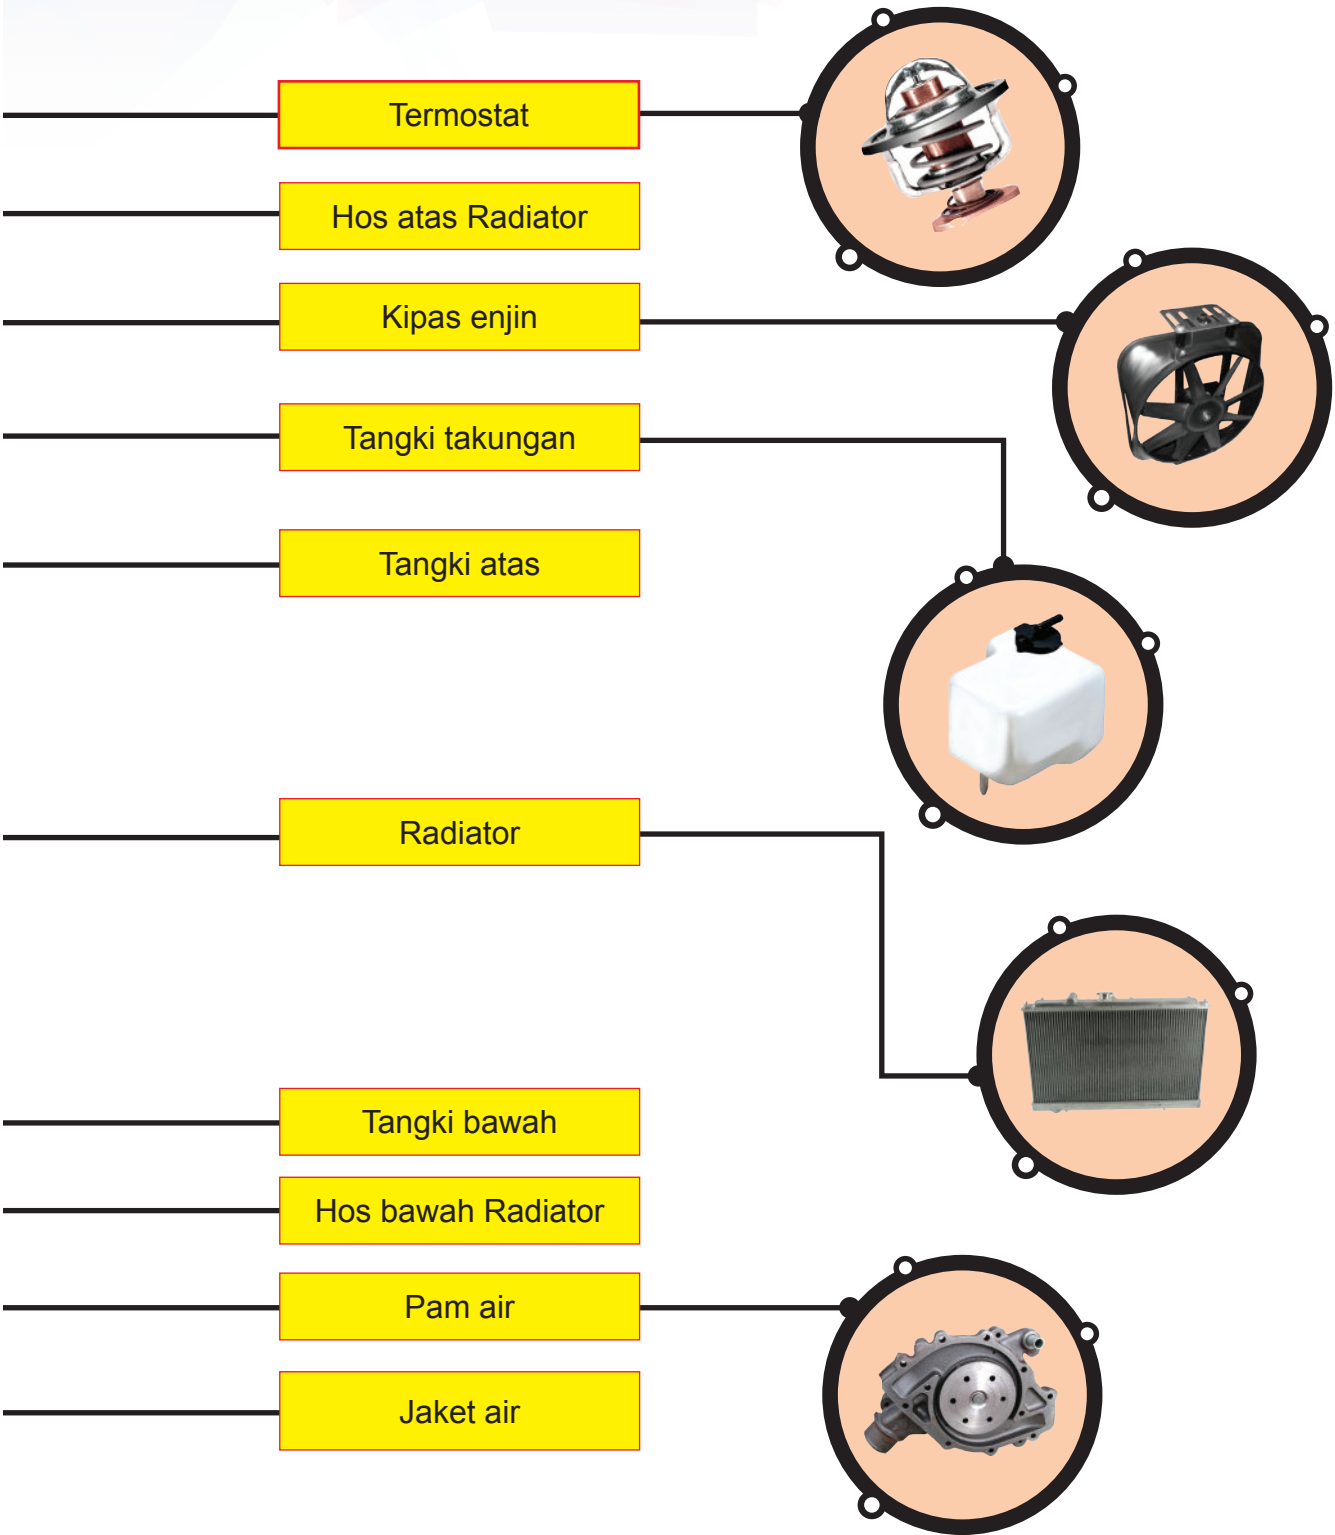 Termostat
Hos atas Radiator
Kipas enjin
Tangki takungan
Tangki atas
Radiator
Tangki bawah
Hos bawah Radiator
Pam air
Jaket air